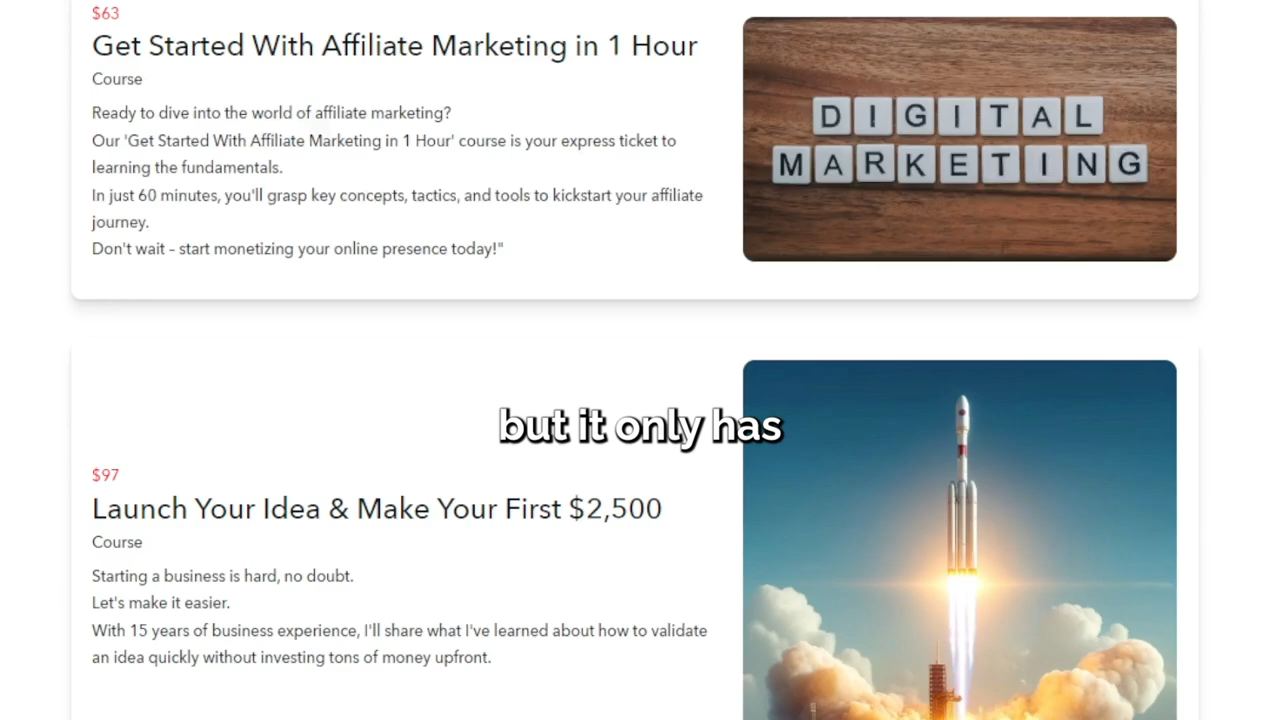 $63
Get Started With Affiliate Marketing in 1 Hour
Course
Ready to dive into the world of affiliate marketing?
Our 'Get Started With Affiliate Marketing in 1 Hour' course is your express ticket to
learning the fundamentals.
In just 60 minutes, you'll grasp key concepts, tactics, and tools to kickstart your affiliate
journey.
Don't wait – start monetizing your online presence today!"
DIGITAL
MARKETING
but it only has
$97
Launch Your Idea & Make Your First $2,500
Course
Starting a business is hard, no doubt.
Let's make it easier.
With 15 years of business experience, I'll share what I've learned about how to validate
an idea quickly without investing tons of money upfront.